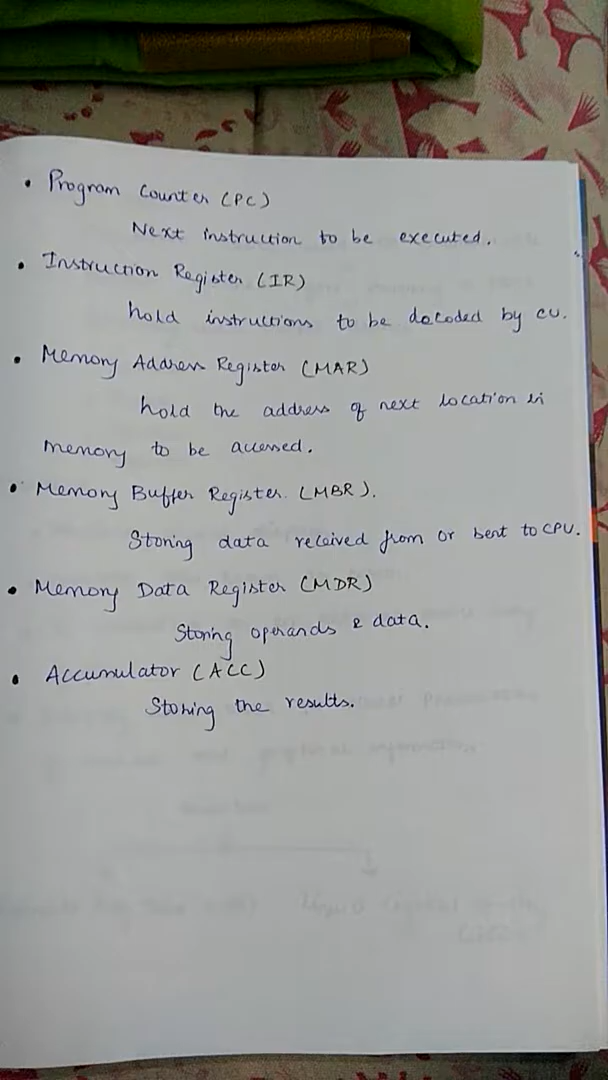 • Program Counter (PC)
Next instruction to be executed.
• Instruction Register (IR)
hold instructions to be decoded by CU.
• Memory Address Register (MAR)
hold the address of next location in
memory to be accessed.
• Memory Buffer Register (MBR).
Storing data received from or sent to CPU.
• Memory Data Register (MDR)
Storing operands & data.
• Accumulator (ACC)
Storing the results.